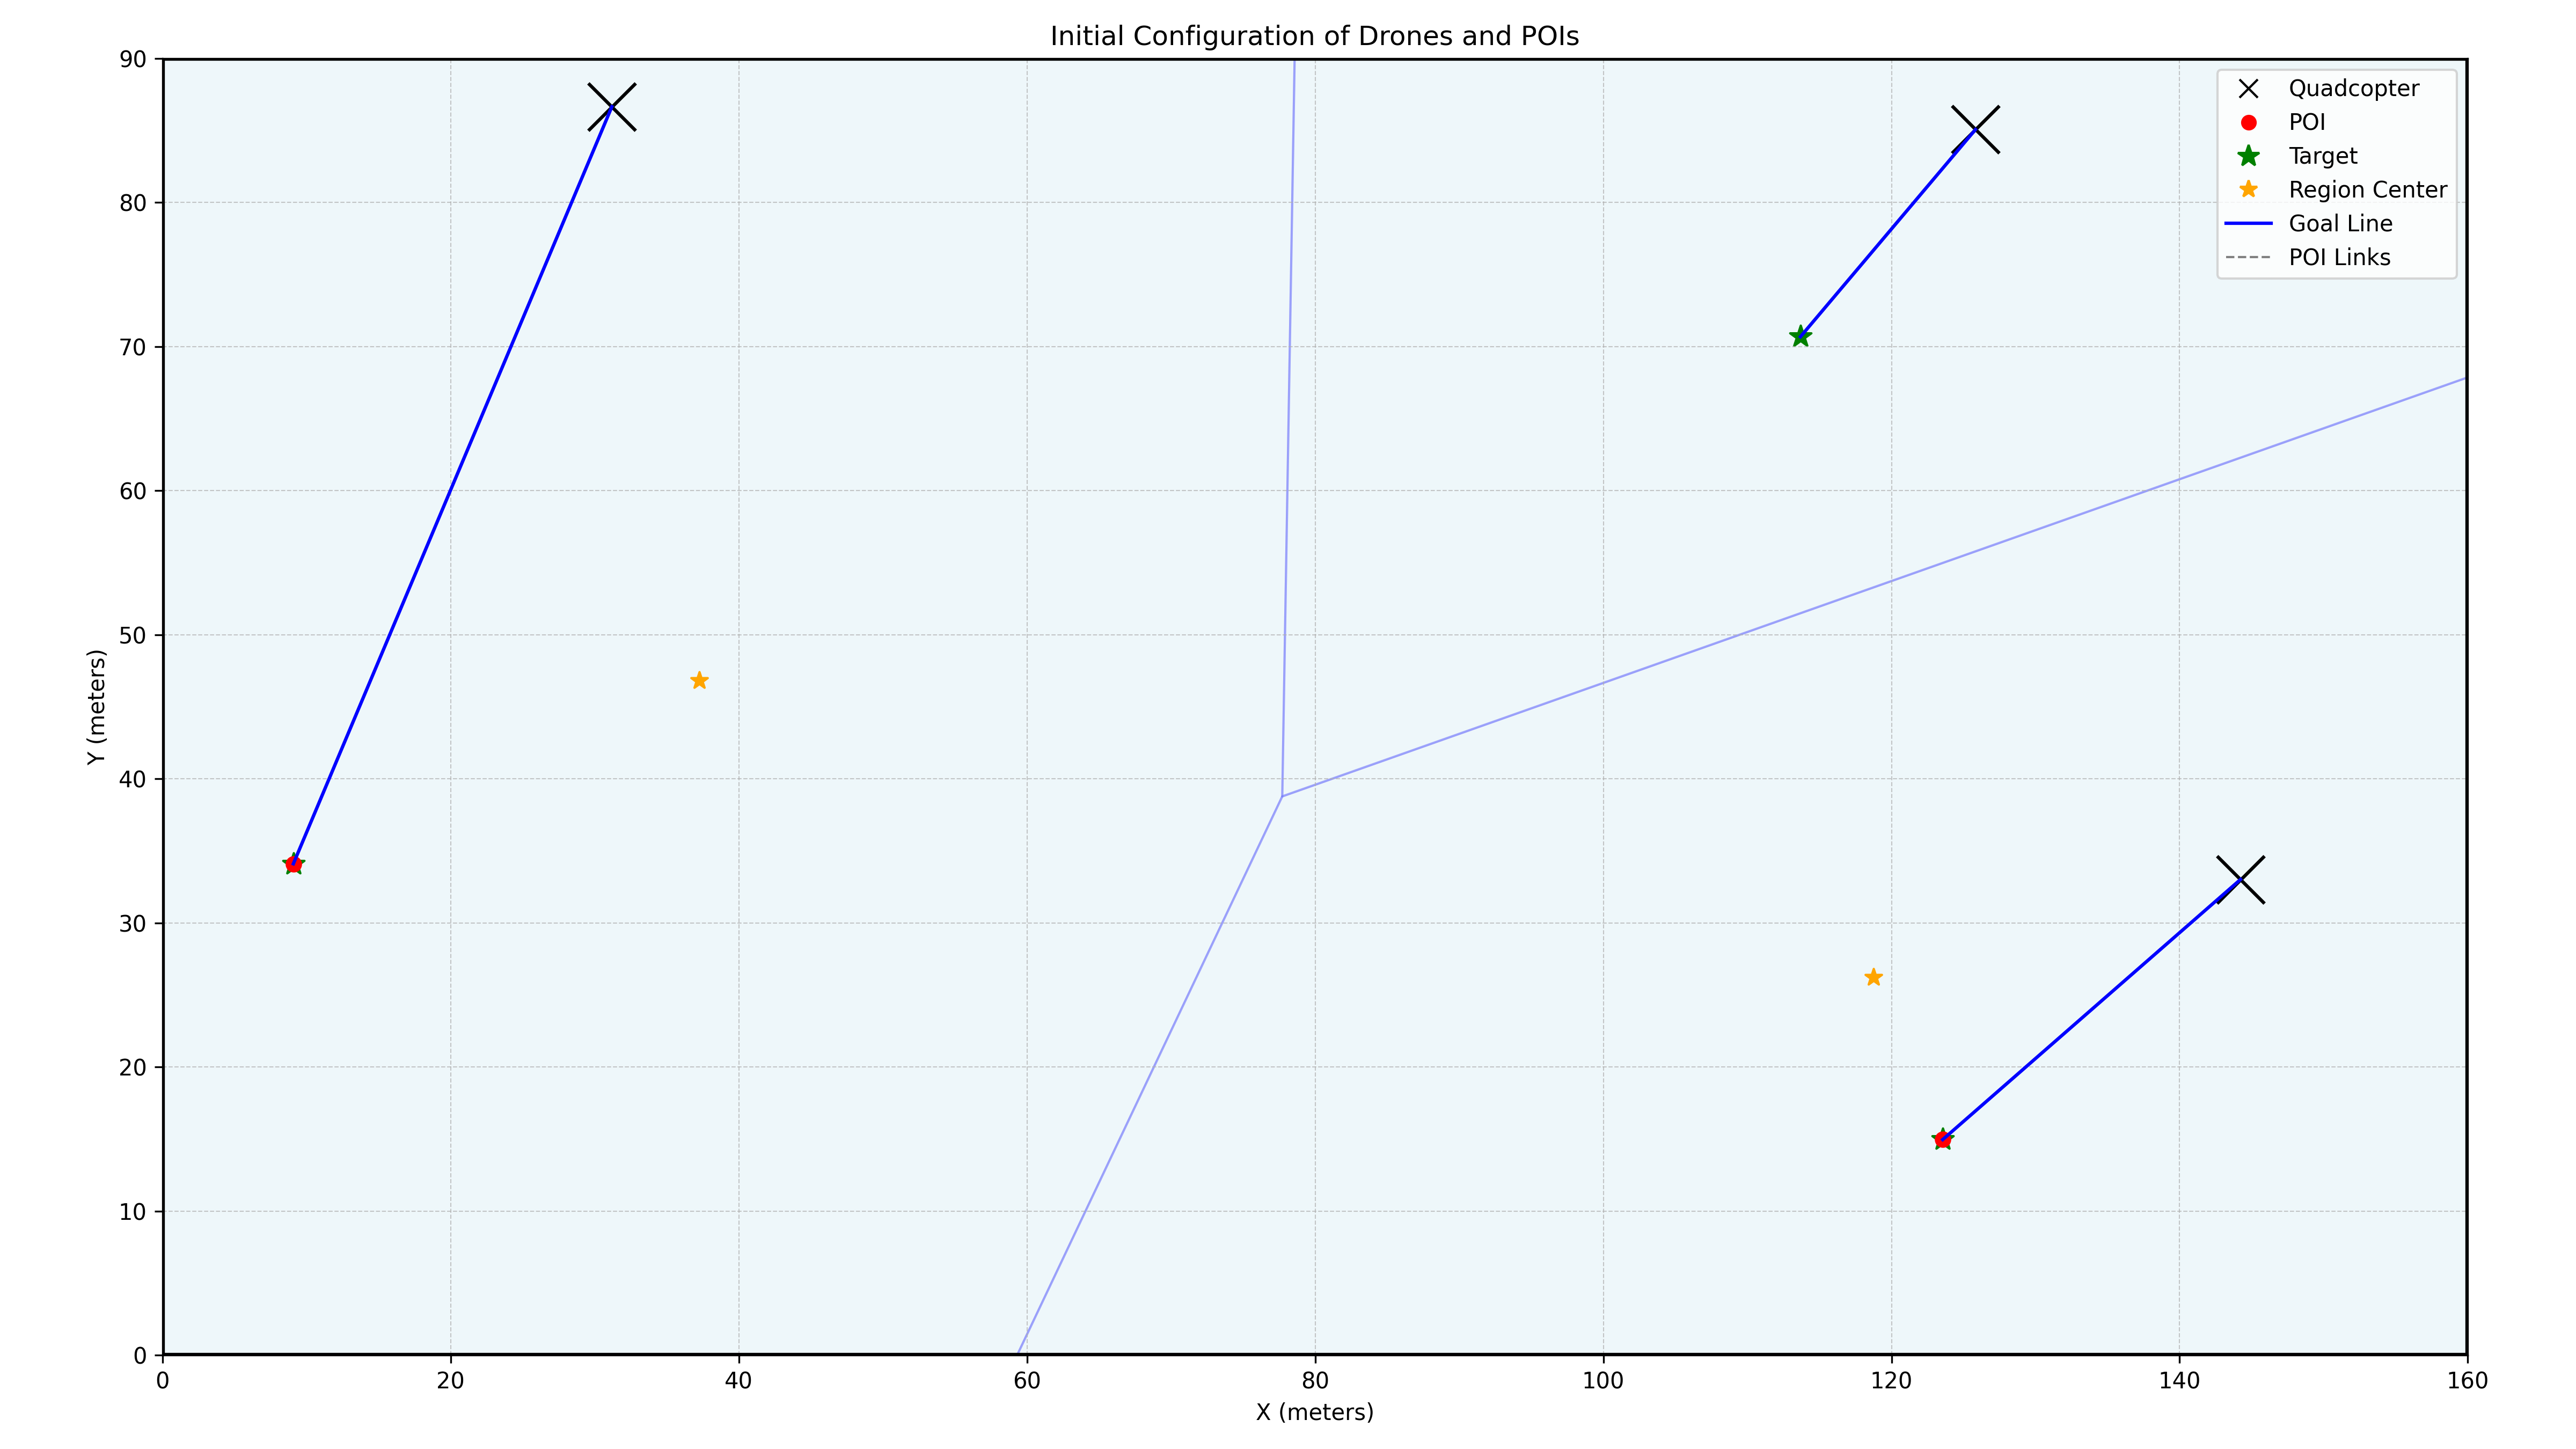 Initial Configuration of Drones and POIs
90
80
70
60
50
40
30
20
10
0
Y (meters)
Quadcopter
POI
Target
Region Center
Goal Line
POI Links
0 20 40 60 80 100 120 140 160
X (meters)